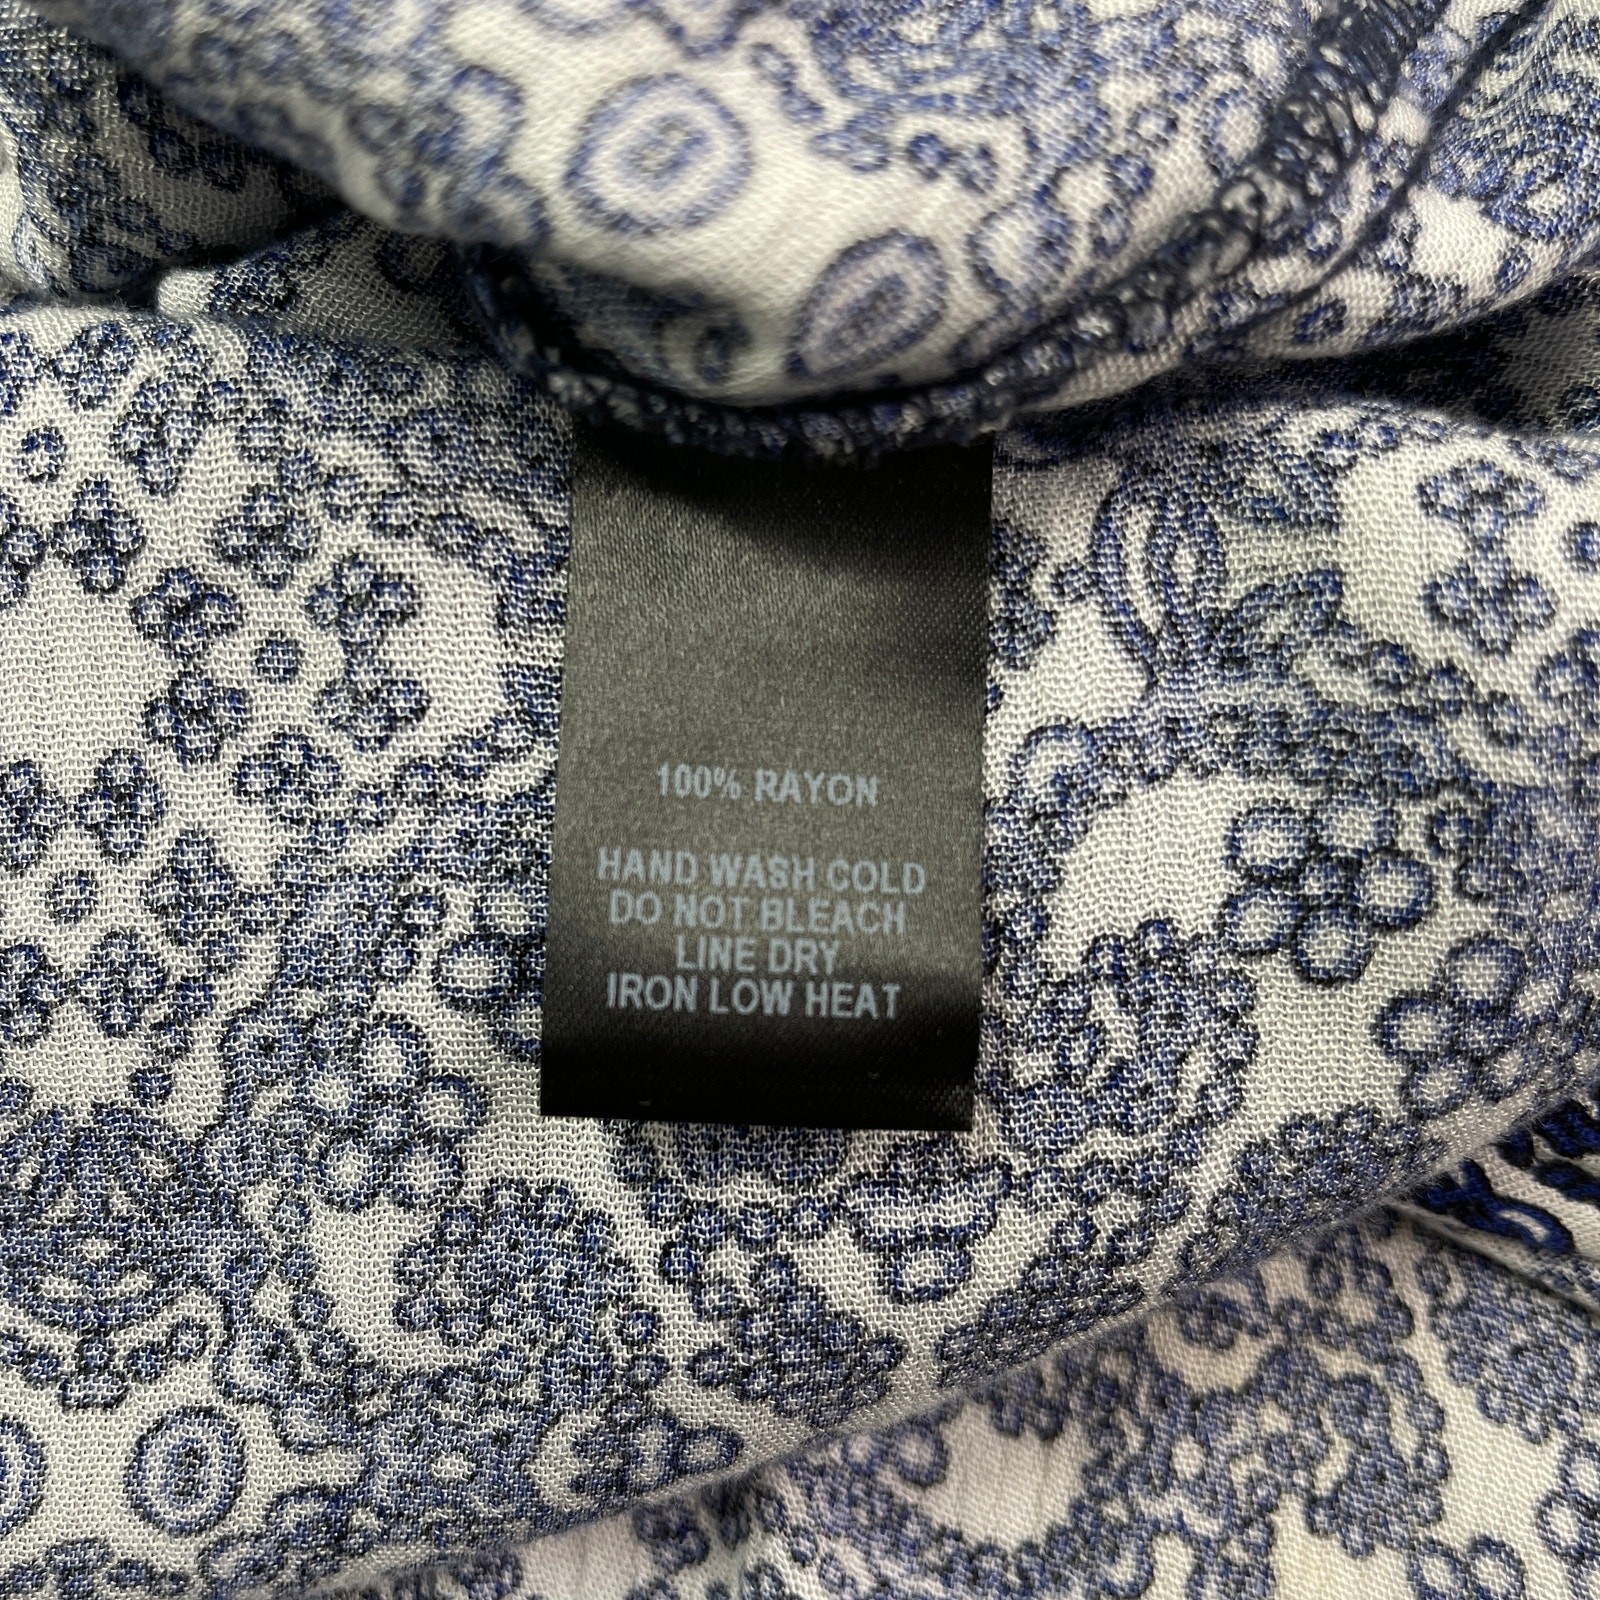 100% RAYON
HAND WASH COLD
DO NOT BLEACH
LINE DRY
IRON LOW HEAT